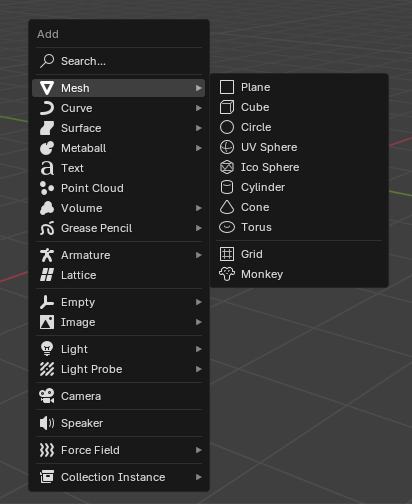 Add
Search...
Mesh
Curve
Surface
Metaball
Text
Point Cloud
Volume
Grease Pencil
Armature
Lattice
Empty
Image
Light
Light Probe
Camera
Speaker
Force Field
Collection Instance
Plane
Cube
Circle
UV Sphere
Ico Sphere
Cylinder
Cone
Torus
Grid
Monkey